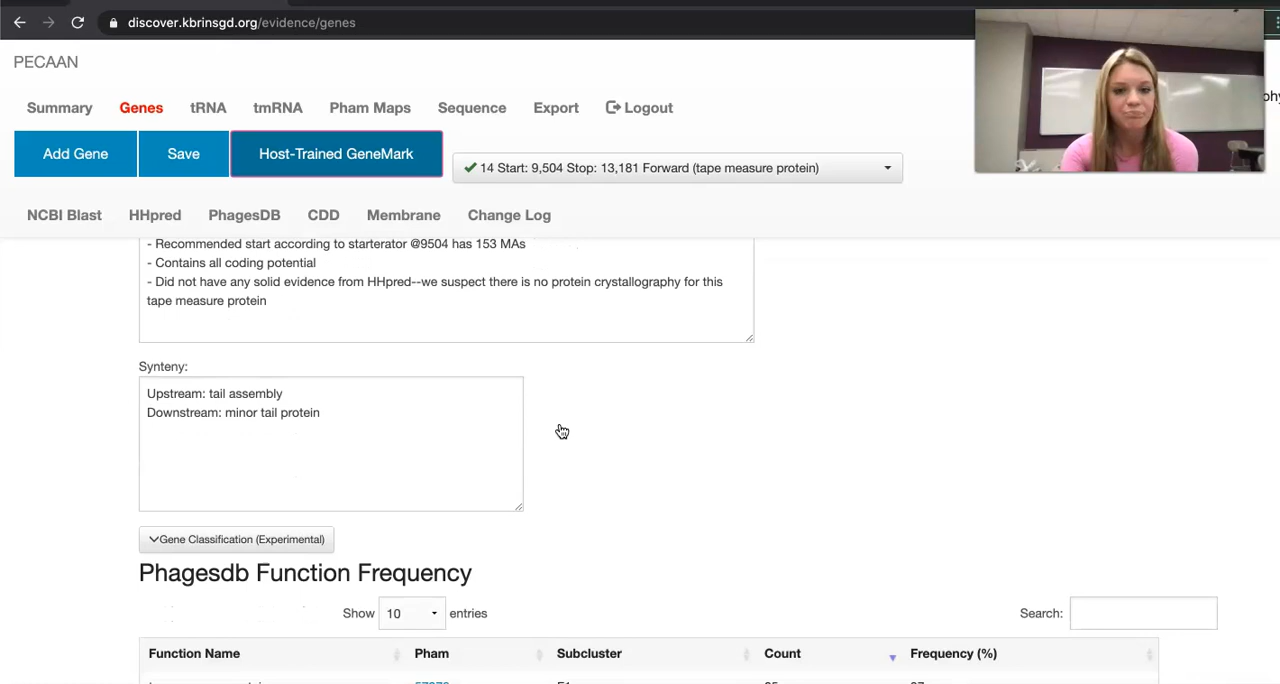 discover.kbrinsgd.org/evidence/genes
PECAAN
Summary Genes tRNA tmRNA Pham Maps Sequence Export Logout
Add Gene Save Host-Trained GeneMark 14 Start: 9,504 Stop: 13,181 Forward (tape measure protein)
NCBI Blast HHpred PhagesDB CDD Membrane Change Log
- Recommended start according to starterator @9504 has 153 MAs
- Contains all coding potential
- Did not have any solid evidence from HHpred--we suspect there is no protein crystallography for this
tape measure protein
Synteny:
Upstream: tail assembly
Downstream: minor tail protein
Gene Classification (Experimental)
Phagesdb Function Frequency
Show 10 entries Search:
Function Name Pham Subcluster Count Frequency (%)